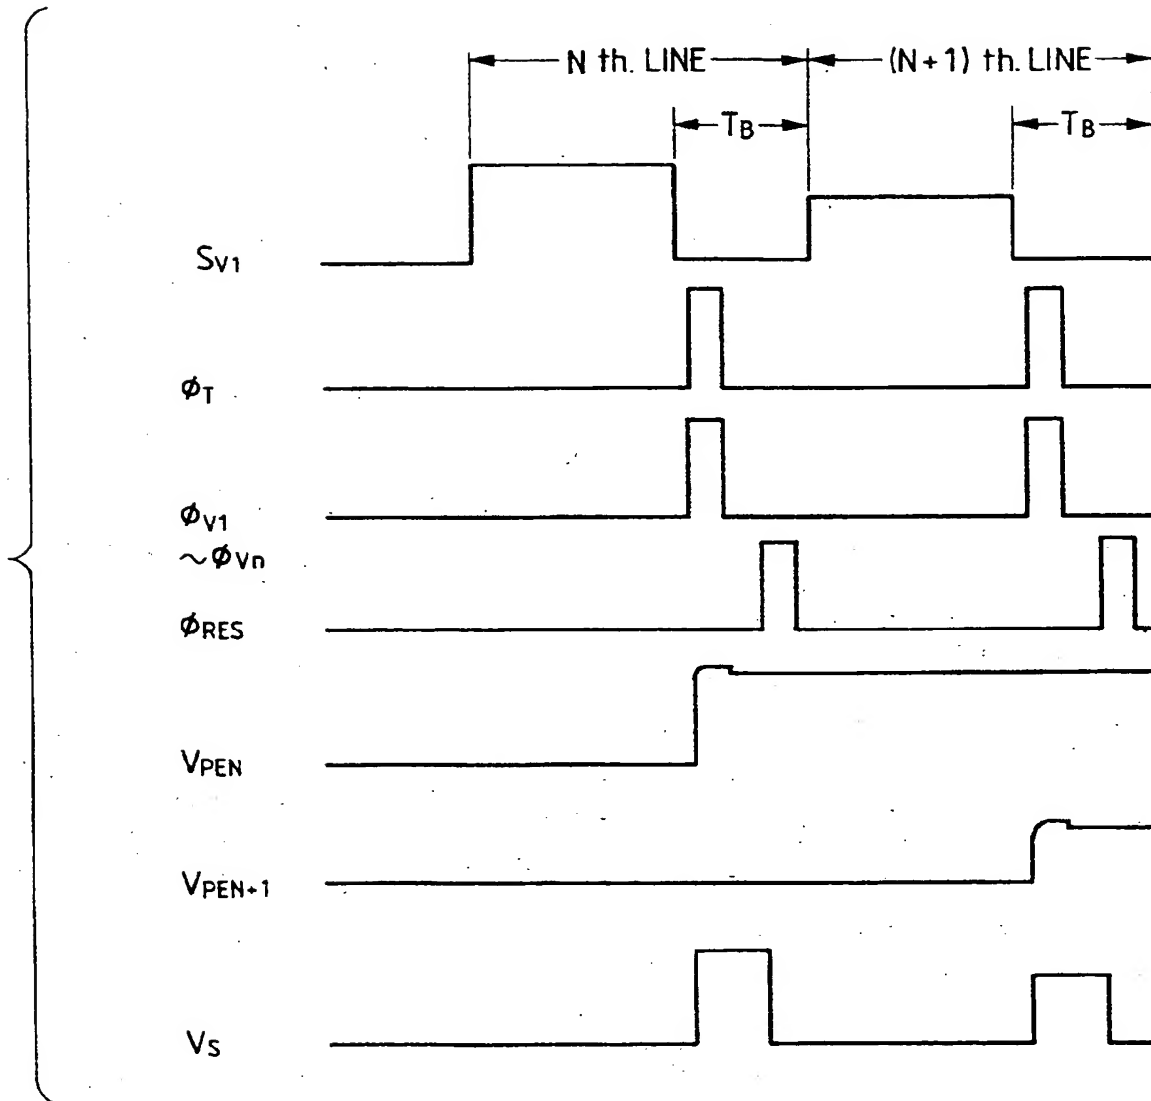 N th. LINE (N+1) th. LINE
TB TB
SV1
ϕT
ϕV1
~ϕVn
ϕRES
VPEN
VPEN+1
VS